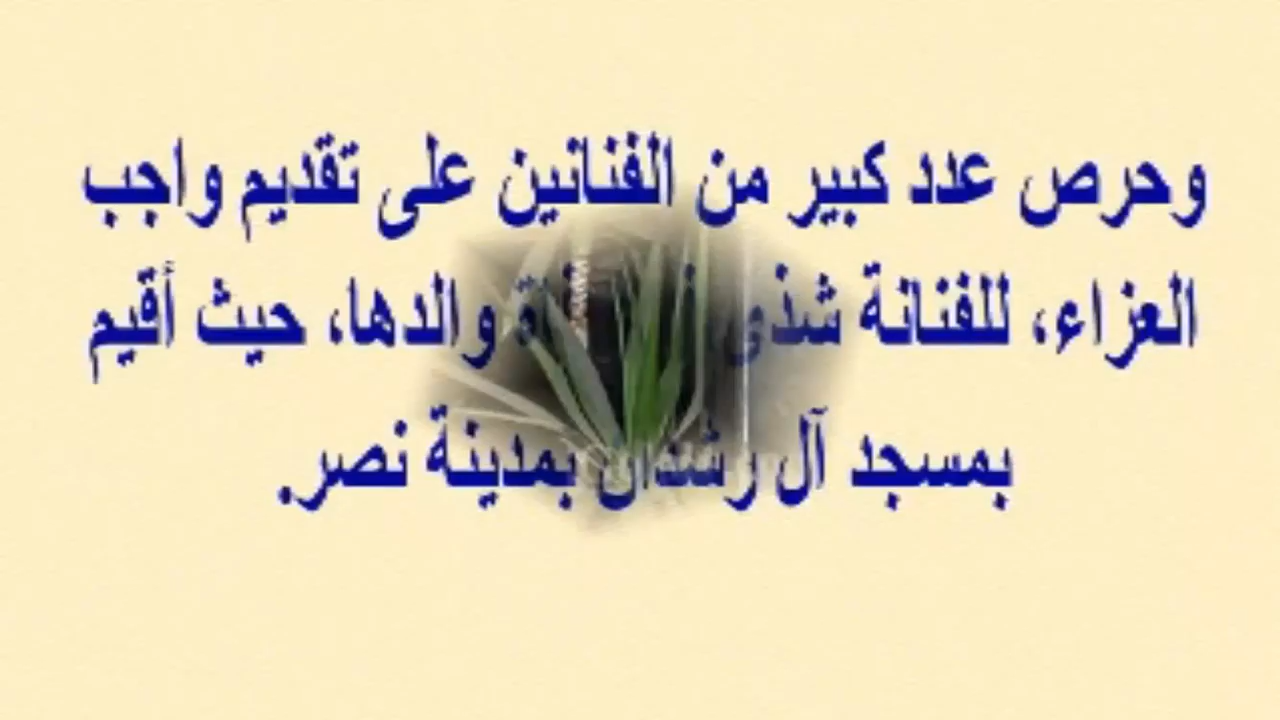 وحرص عدد كبير من الفنانين على تقديم واجب
العزاء، للفنانة شذى والدها، حيث أقيم
بمسجد آل رشدان بمدينة نصر.